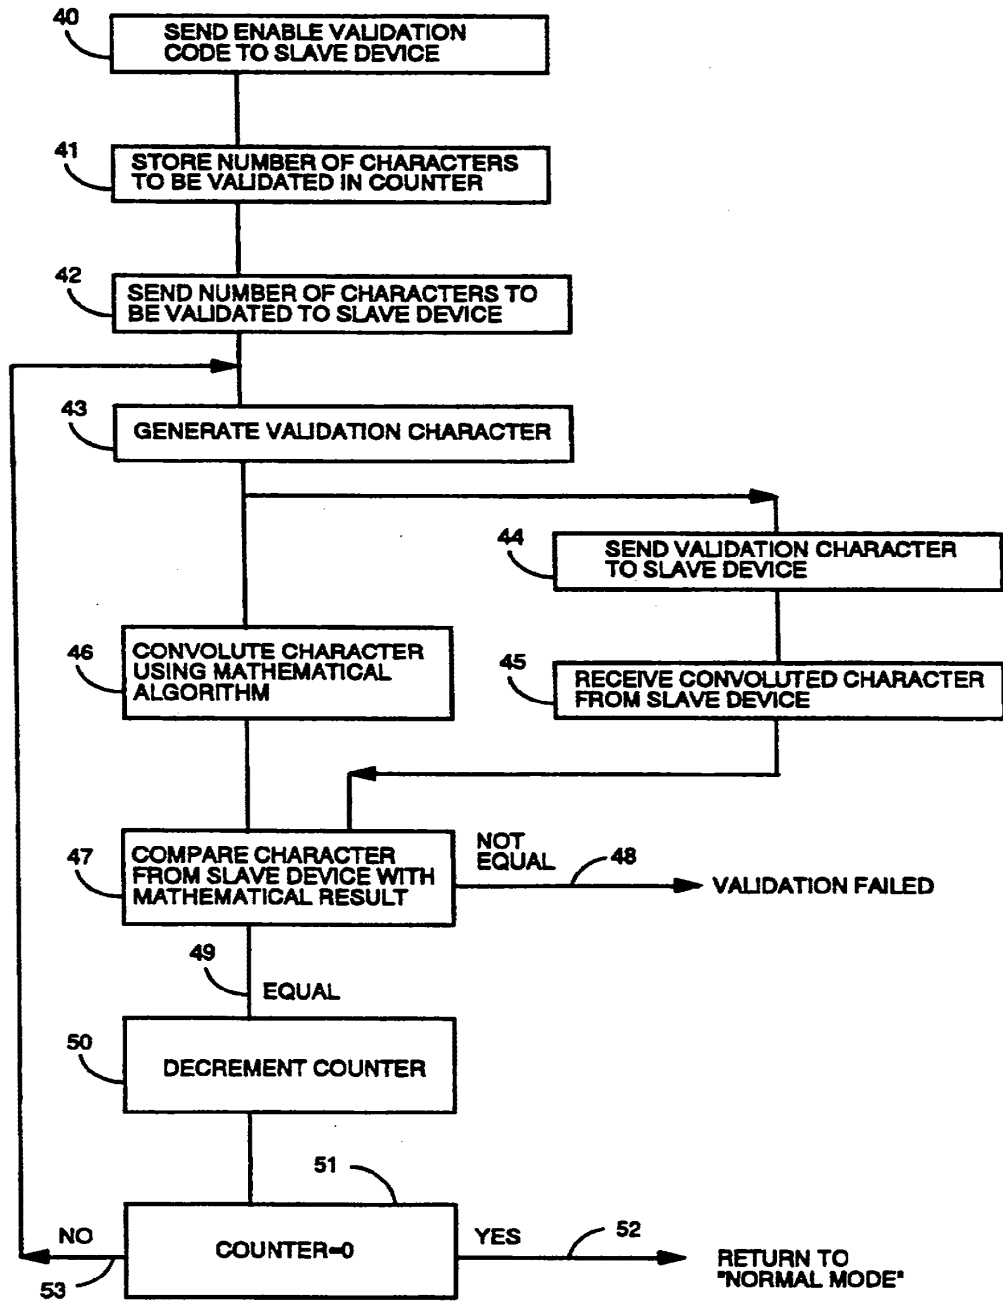 40
SEND ENABLE VALIDATION
CODE TO SLAVE DEVICE
41
STORE NUMBER OF CHARACTERS
TO BE VALIDATED IN COUNTER
42
SEND NUMBER OF CHARACTERS TO
BE VALIDATED TO SLAVE DEVICE
43
GENERATE VALIDATION CHARACTER
44
SEND VALIDATION CHARACTER
TO SLAVE DEVICE
46
CONVOLUTE CHARACTER
USING MATHEMATICAL
ALGORITHM
45
RECEIVE CONVOLUTED CHARACTER
FROM SLAVE DEVICE
47
COMPARE CHARACTER
FROM SLAVE DEVICE WITH
MATHEMATICAL RESULT
NOT
EQUAL
48
VALIDATION FAILED
49
EQUAL
50
DECREMENT COUNTER
51
NO
53
COUNTER=0
YES
52
RETURN TO
"NORMAL MODE"